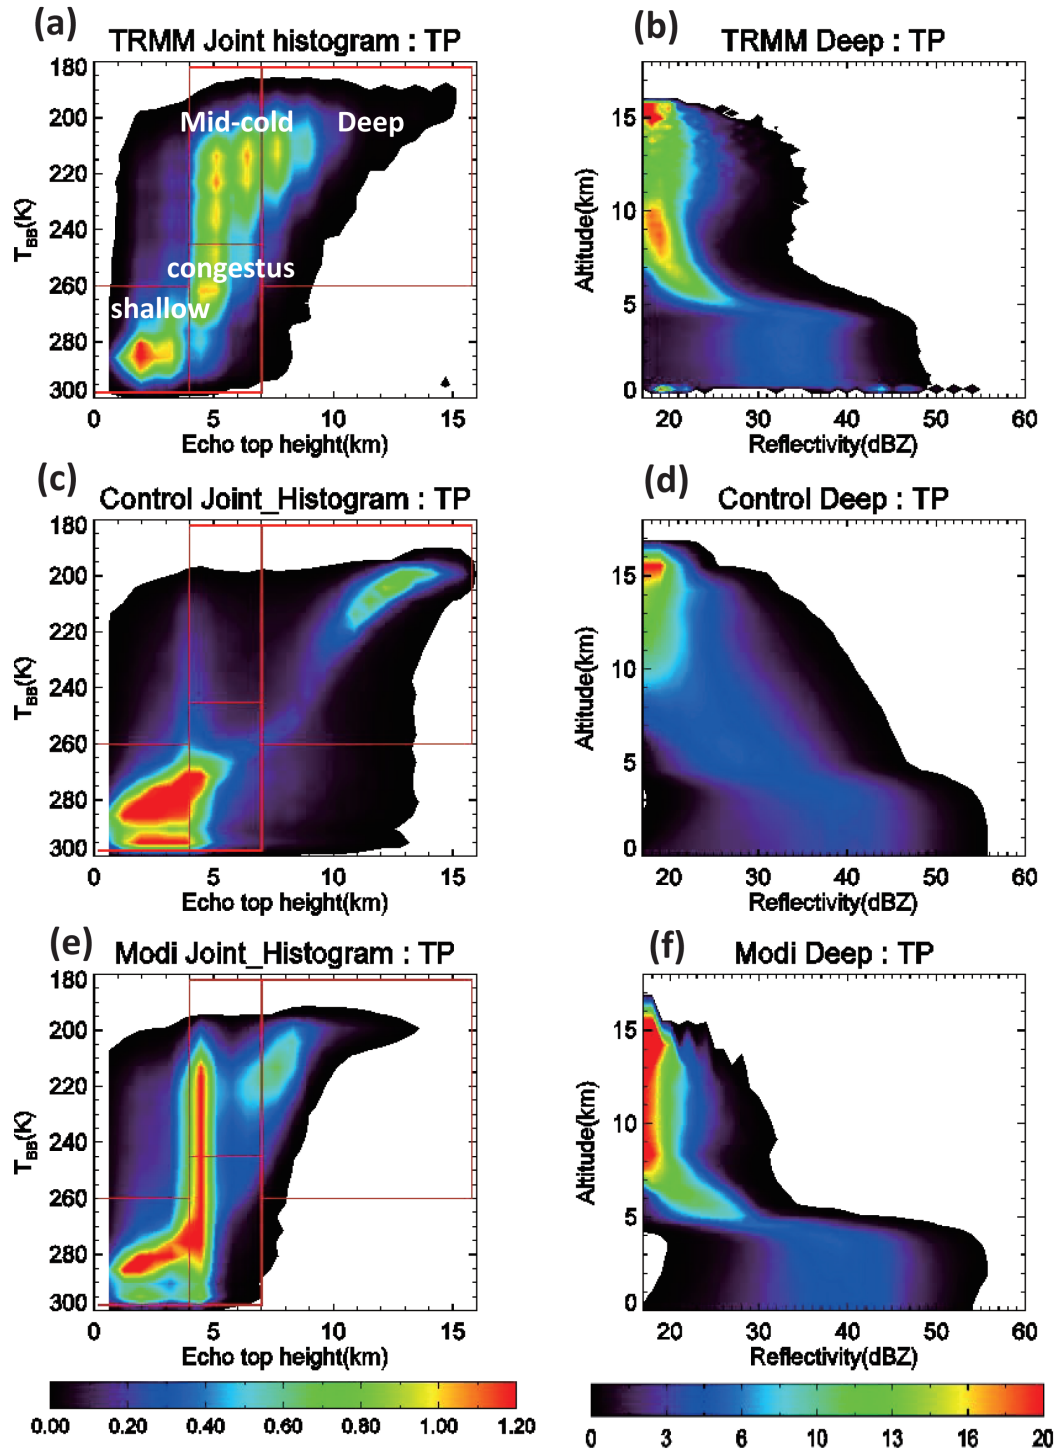 (a)
TRMM Joint histogram : TP
180
200
220
240
260
280
300
T_BB(K)
Mid-cold
Deep
congestus
shallow
0
5
10
15
Echo top height(km)
(b)
TRMM Deep : TP
15
10
5
0
Altitude(km)
20
30
40
50
60
Reflectivity(dBZ)
(c)
Control Joint_Histogram : TP
180
200
220
240
260
280
300
T_BB(K)
0
5
10
15
Echo top height(km)
(d)
Control Deep : TP
15
10
5
0
Altitude(km)
20
30
40
50
60
Reflectivity(dBZ)
(e)
Modi Joint_Histogram : TP
180
200
220
240
260
280
300
T_BB(K)
0
5
10
15
Echo top height(km)
(f)
Modi Deep : TP
15
10
5
0
Altitude(km)
20
30
40
50
60
Reflectivity(dBZ)
0.00 0.20 0.40 0.60 0.80 1.00 1.20
0 3 6 10 13 16 20